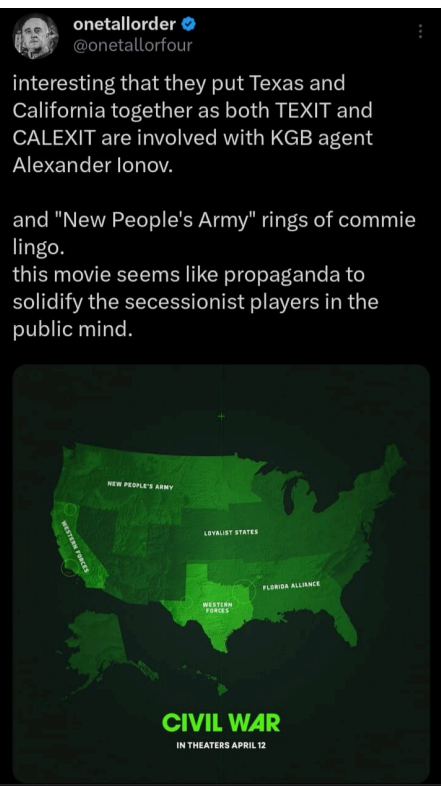 onetallorder
@onetallorfour
interesting that they put Texas and
California together as both TEXIT and
CALEXIT are involved with KGB agent
Alexander Ionov.
and "New People's Army" rings of commie
lingo.
this movie seems like propaganda to
solidify the secessionist players in the
public mind.
NEW PEOPLE'S ARMY
WESTERN FORCES
LOYALIST STATES
FLORIDA ALLIANCE
WESTERN
FORCES
CIVIL WAR
IN THEATERS APRIL 12